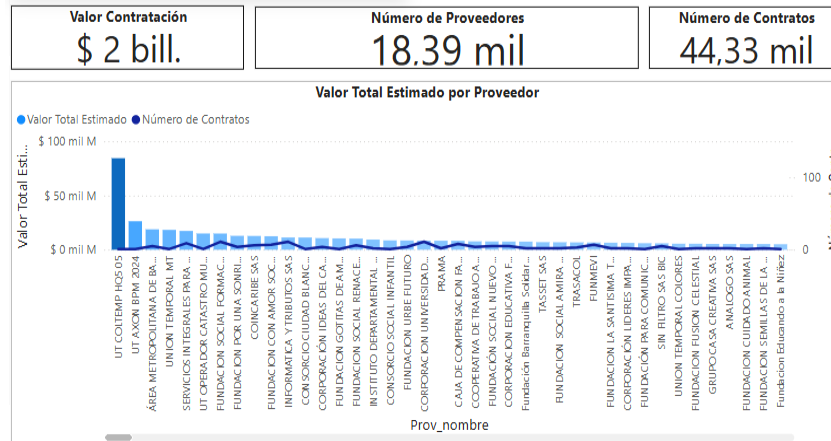 Valor Contratación
$ 2 bill.
Número de Proveedores
18,39 mil
Número de Contratos
44,33 mil
Valor Total Estimado por Proveedor
Valor Total Estimado
Número de Contratos
Valor Total Esti...
$ 100 mil M
$ 50 mil M
$ 0 mil M
100
0
UT COLTEMP HQ5 05
UT AXON BPM 2024
ÁREA METROPOLITANA DE BA...
UNION TEMPORAL MT
SERVICIOS INTEGRALES PARA ...
UT OPERADOR CATASTRO MU...
FUNDACION SOCIAL FORMAC...
FUNDACION POR UNA SONRI...
COINCARIBE SAS
FUNDACION CON AMOR SOC...
INFORMATICA Y TRIBUTOS SAS
CONSORCIO CIUDAD BLANC...
CORPORACIÓN IDEAS DEL CA...
FUNDACION GOTITAS DE AM...
FUNDACION SOCIAL RENACE...
INSTITUTO DEPARTAMENTAL ...
CONSORCIO SOCIAL INFANTIL
FUNDACION URBE FUTURO
CORPORACION UNIVERSIDAD...
PRAMA
CAJA DE COMPENSACION FA...
COOPERATIVA DE TRABAJO A...
FUNDACIÓN SOCIAL NUEVO ...
CORPORACION EDUCATIVA F...
Fundación Barranquilla Solidar...
TASSET SAS
FUNDACION SOCIAL AMIRA ...
TRASACOL
FUNMEVI
FUNDACION LA SANTISIMA T...
CORPORACIÓN LIDERES IMPA...
FUNDACIÓN PARA COMUNIC...
SIN FILTRO SAS BIC
UNION TEMPORAL COLORES
FUNDACION FUSION CELESTIAL
GRUPO CASA CREATIVA SAS
ANALOGO SAS
FUNDACION CUIDADO ANIMAL
FUNDACION SEMILLAS DE LA ...
Fundacion Educando a la Niñez
Prov_nombre